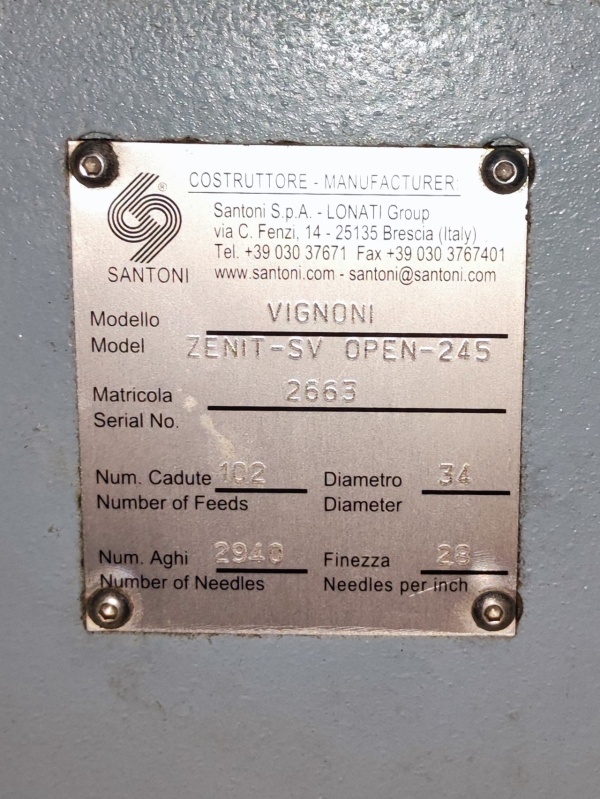 COSTRUTTORE - MANUFACTURER:
Santoni S.p.A. - LONATI Group
via C. Fenzi, 14 - 25135 Brescia (Italy)
Tel. +39 030 37671 Fax +39 030 3767401
www.santoni.com - santoni@santoni.com
®
SANTONI
Modello VIGNONI
Model ZENIT-SV OPEN-245
Matricola 2663
Serial No.
Num. Cadute 102 Diametro 34
Number of Feeds Diameter
Num. Aghi 2940 Finezza 28
Number of Needles Needles per inch